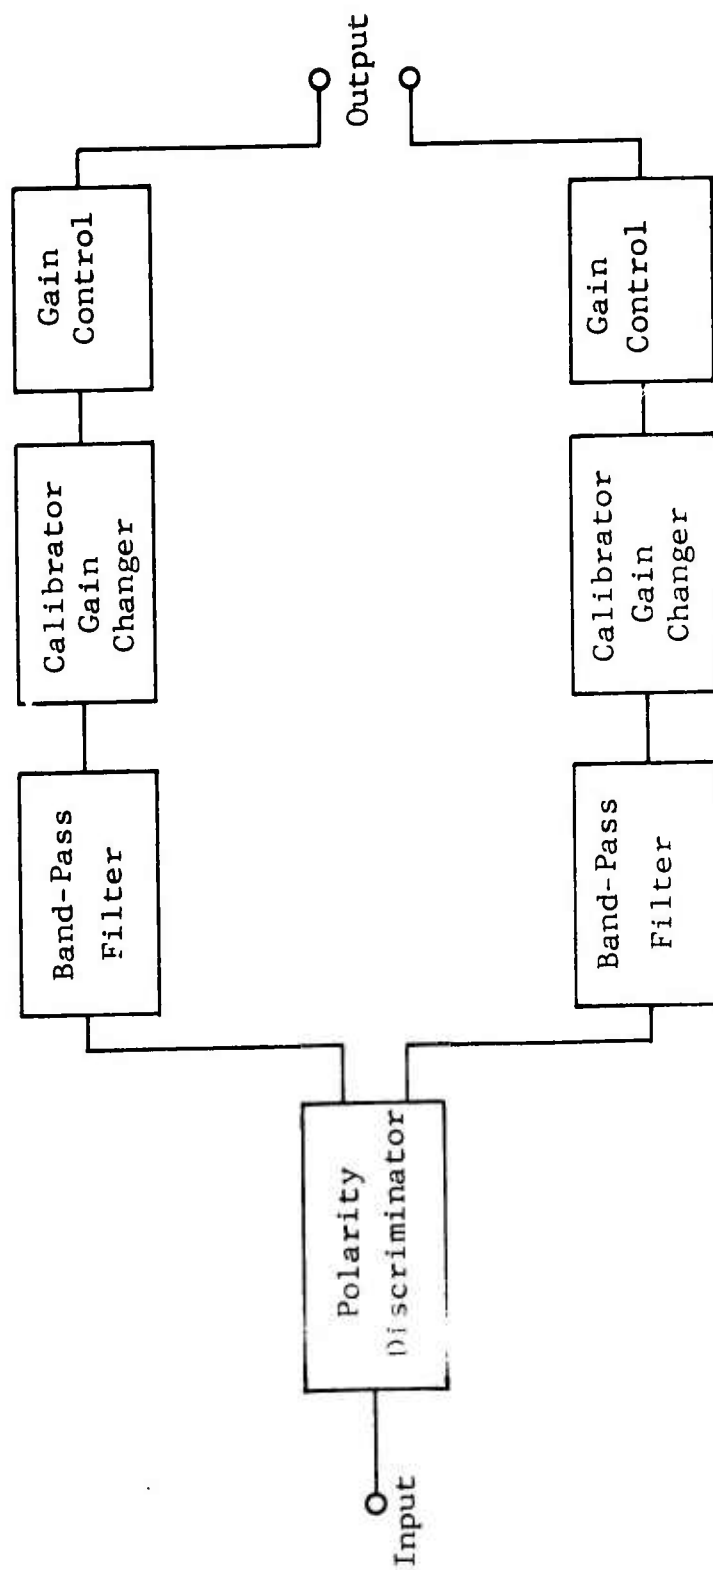 Input
Polarity
Discriminator
Band-Pass
Filter
Calibrator
Gain
Changer
Gain
Control
Band-Pass
Filter
Calibrator
Gain
Changer
Gain
Control
Output